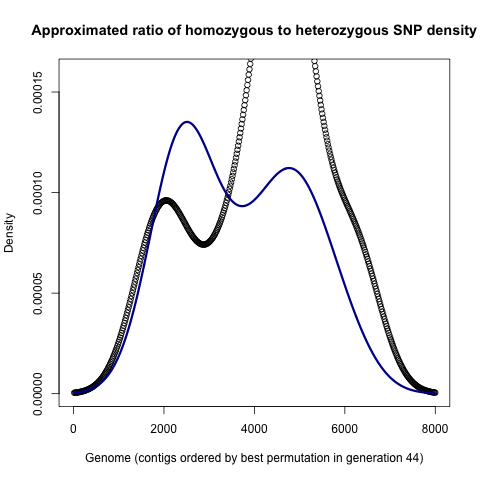 Approximated ratio of homozygous to heterozygous SNP density
Density
0.00015
0.00010
0.00005
0.00000
0 2000 4000 6000 8000
Genome (contigs ordered by best permutation in generation 44)